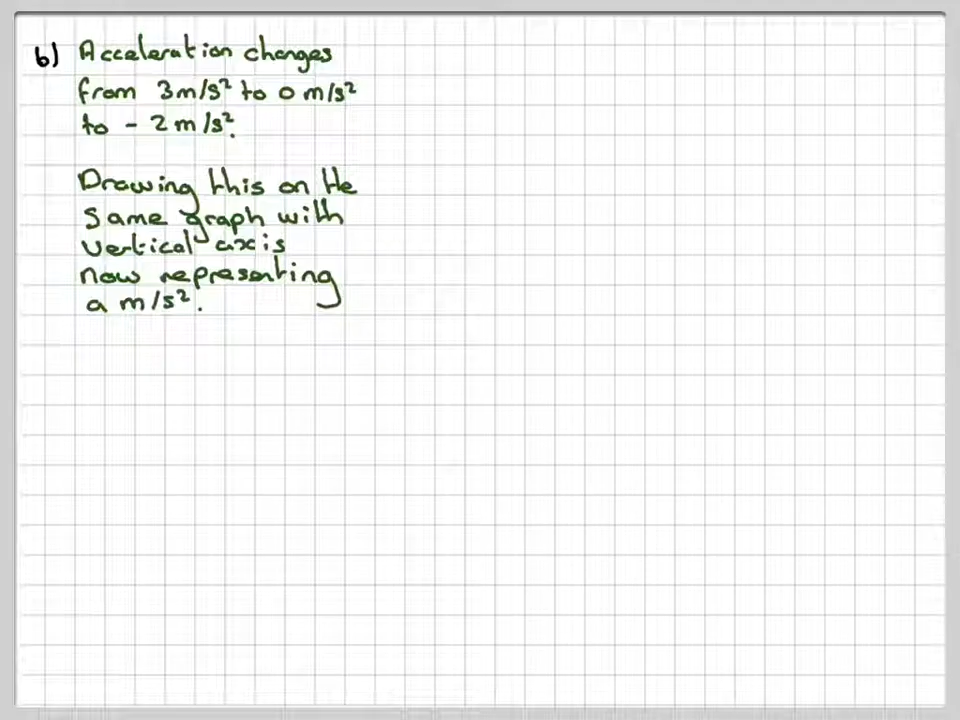 b) Acceleration changes
from 3m/s² to 0 m/s²
to - 2 m/s².
Drawing this on the
same graph with
vertical axis
now representing
a m/s².